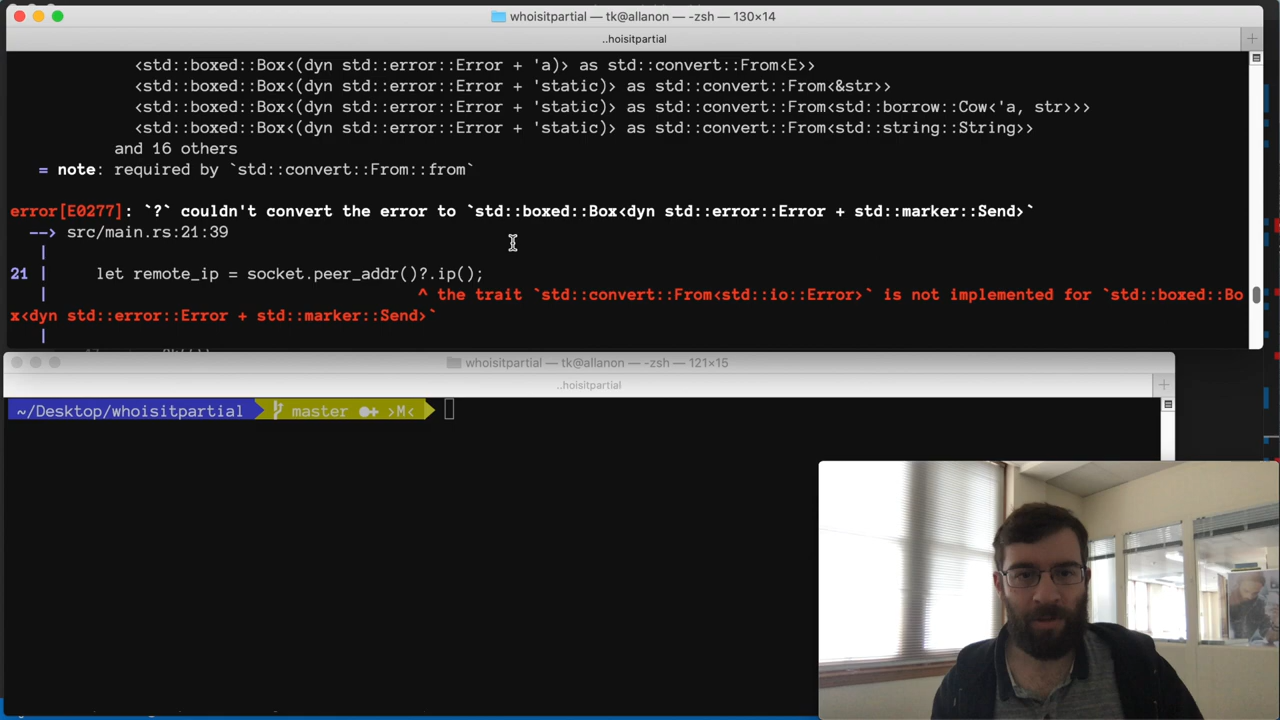 whoisitpartial — tk@allanon — -zsh — 130×14
..hoisitpartial
<std::boxed::Box<(dyn std::error::Error + 'a)> as std::convert::From<E>>
<std::boxed::Box<(dyn std::error::Error + 'static)> as std::convert::From<&str>>
<std::boxed::Box<(dyn std::error::Error + 'static)> as std::convert::From<std::borrow::Cow<'a, str>>>
<std::boxed::Box<(dyn std::error::Error + 'static)> as std::convert::From<std::string::String>>
and 16 others
= note: required by `std::convert::From::from`
error[E0277]: `?` couldn't convert the error to `std::boxed::Box<dyn std::error::Error + std::marker::Send>`
--> src/main.rs:21:39
|
21 | let remote_ip = socket.peer_addr()?.ip();
| ^ the trait `std::convert::From<std::io::Error>` is not implemented for `std::boxed::Bo
x<dyn std::error::Error + std::marker::Send>`
|
whoisitpartial — tk@allanon — -zsh — 121×15
..hoisitpartial
~/Desktop/whoisitpartial master ●✚ >M<